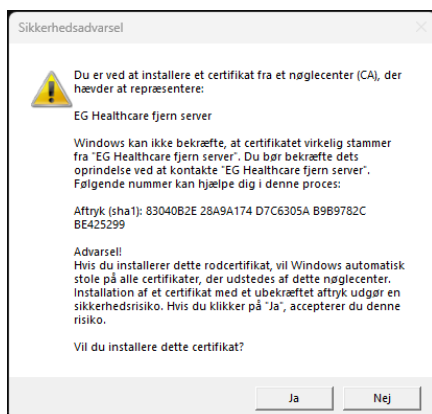 Sikkerhedsadvarsel
Du er ved at installere et certifikat fra et nøglecenter (CA), der
hævder at repræsentere:
EG Healthcare fjern server
Windows kan ikke bekræfte, at certifikatet virkelig stammer
fra "EG Healthcare fjern server". Du bør bekræfte dets
oprindelse ved at kontakte "EG Healthcare fjern server".
Følgende nummer kan hjælpe dig i denne proces:
Aftryk (sha1): 83040B2E 28A9A174 D7C6305A B9B9782C
BE425299
Advarsel!
Hvis du installerer dette rodcertifikat, vil Windows automatisk
stole på alle certifikater, der udstedes af dette nøglecenter.
Installation af et certifikat med et ubekræftet aftryk udgør en
sikkerhedsrisiko. Hvis du klikker på "Ja", accepterer du denne
risiko.
Vil du installere dette certifikat?
Ja
Nej